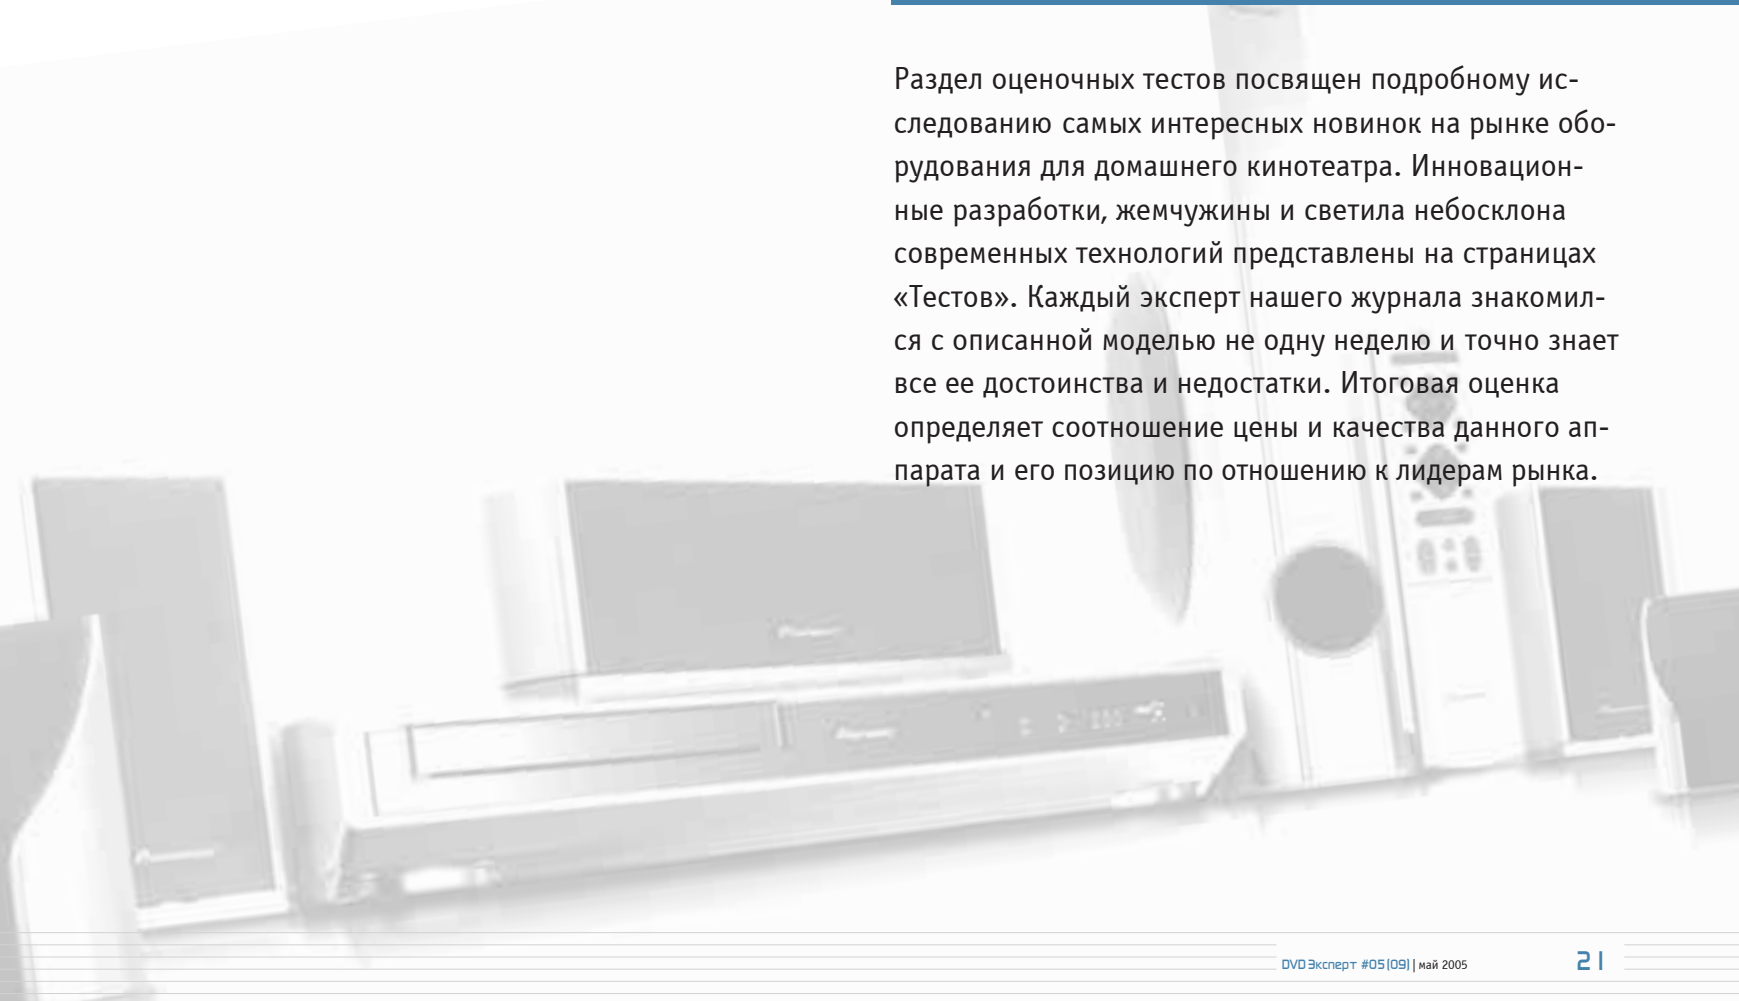 Раздел оценочных тестов посвящен подробному ис-
следованию самых интересных новинок на рынке обо-
рудования для домашнего кинотеатра. Инновацион-
ные разработки, жемчужины и светила небосклона
современных технологий представлены на страницах
«Тестов». Каждый эксперт нашего журнала знакомил-
ся с описанной моделью не одну неделю и точно знает
все ее достоинства и недостатки. Итоговая оценка
определяет соотношение цены и качества данного ап-
парата и его позицию по отношению к лидерам рынка.
DVD Эксперт #05 (09) | май 2005
21